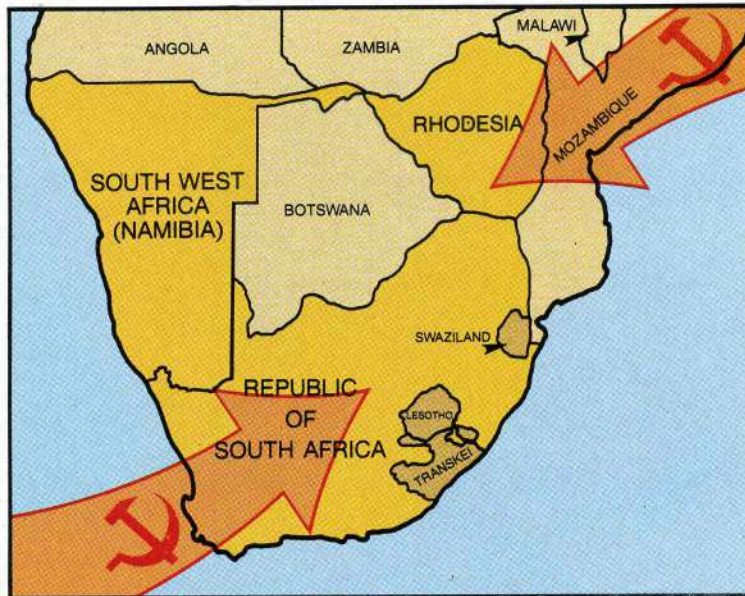 ANGOLA
ZAMBIA
MALAWI
RHODESIA
MOZAMBIQUE
SOUTH WEST
AFRICA
(NAMIBIA)
BOTSWANA
SWAZILAND
REPUBLIC
OF
SOUTH AFRICA
LESOTHO
TRANSKEI